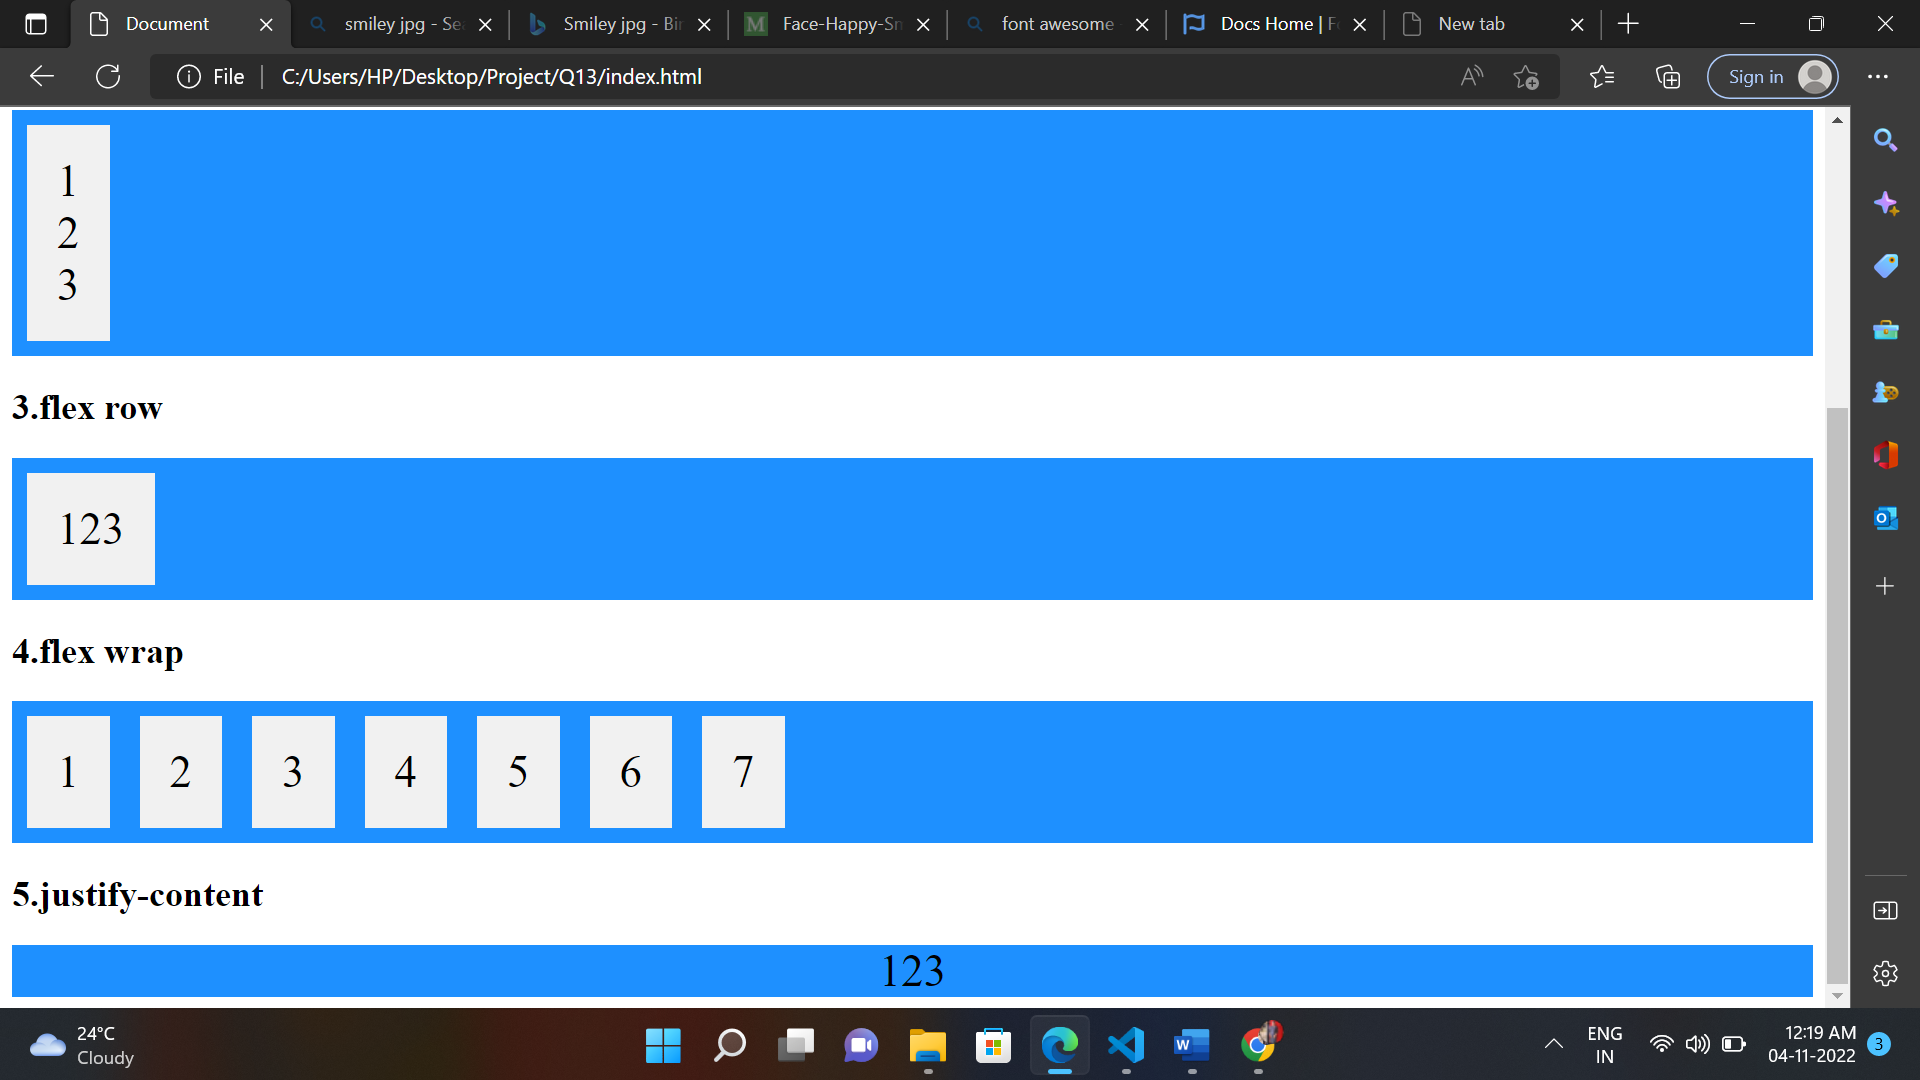 Document
smiley jpg - Se
Smiley jpg - Bi
Face-Happy-Sm
font awesome
Docs Home | F
New tab
File
C:/Users/HP/Desktop/Project/Q13/index.html
Sign in
1
2
3
3.flex row
123
4.flex wrap
1 2 3 4 5 6 7
5.justify-content
123
24°C
Cloudy
ENG
IN
12:19 AM
04-11-2022
3